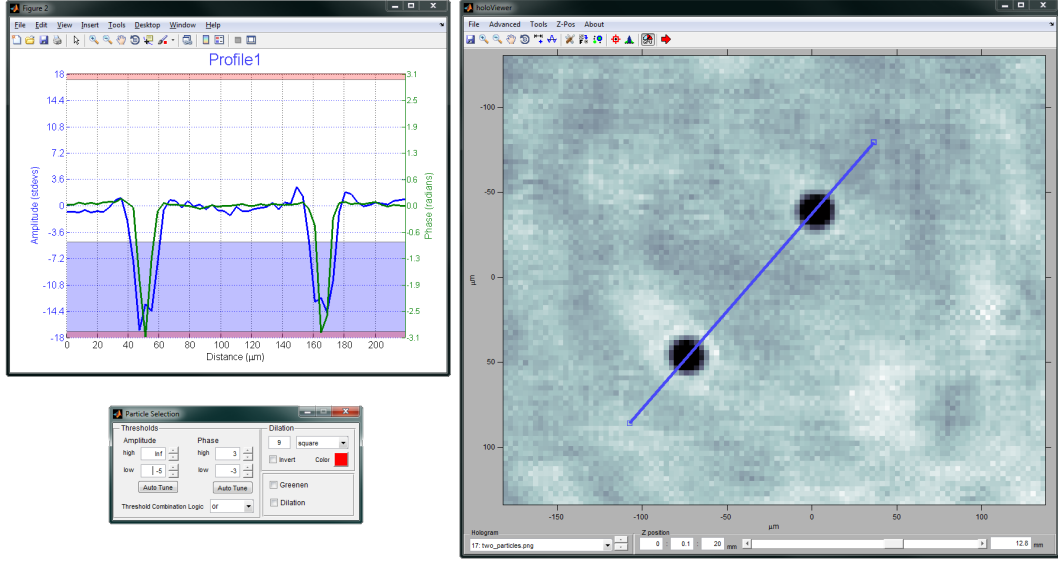 Figure 2
File Edit View Insert Tools Desktop Window Help
Profile1
18
14.4
10.8
7.2
3.6
0
-3.6
-7.2
-10.8
-14.4
-18
Amplitude (stdevs)
3.1
2.5
1.9
1.3
0.6
0.0
-0.6
-1.3
-1.9
-2.5
-3.1
Phase (radians)
0 20 40 60 80 100 120 140 160 180 200
Distance (μm)
Particle Selection
Thresholds
Amplitude Phase
high Inf high 3
low -5 low -3
Auto Tune Auto Tune
Threshold Combination Logic or
Dilation
9 square
Invert Color
Greenen
Dilation
holoViewer
File Advanced Tools Z-Pos About
-100
-50
0
50
100
μm
-150 -100 -50 0 50 100
μm
Hologram
17: two_particles.png
Z position
0 : 0.1 : 20 mm 12.8 mm